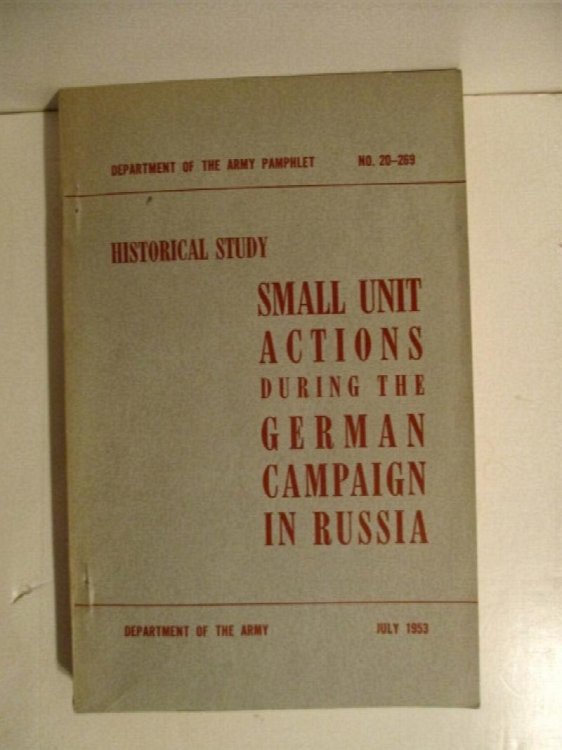 DEPARTMENT OF THE ARMY PAMPHLET NO. 20-269
HISTORICAL STUDY
SMALL UNIT
ACTIONS
DURING THE
GERMAN
CAMPAIGN
IN RUSSIA
DEPARTMENT OF THE ARMY JULY 1953